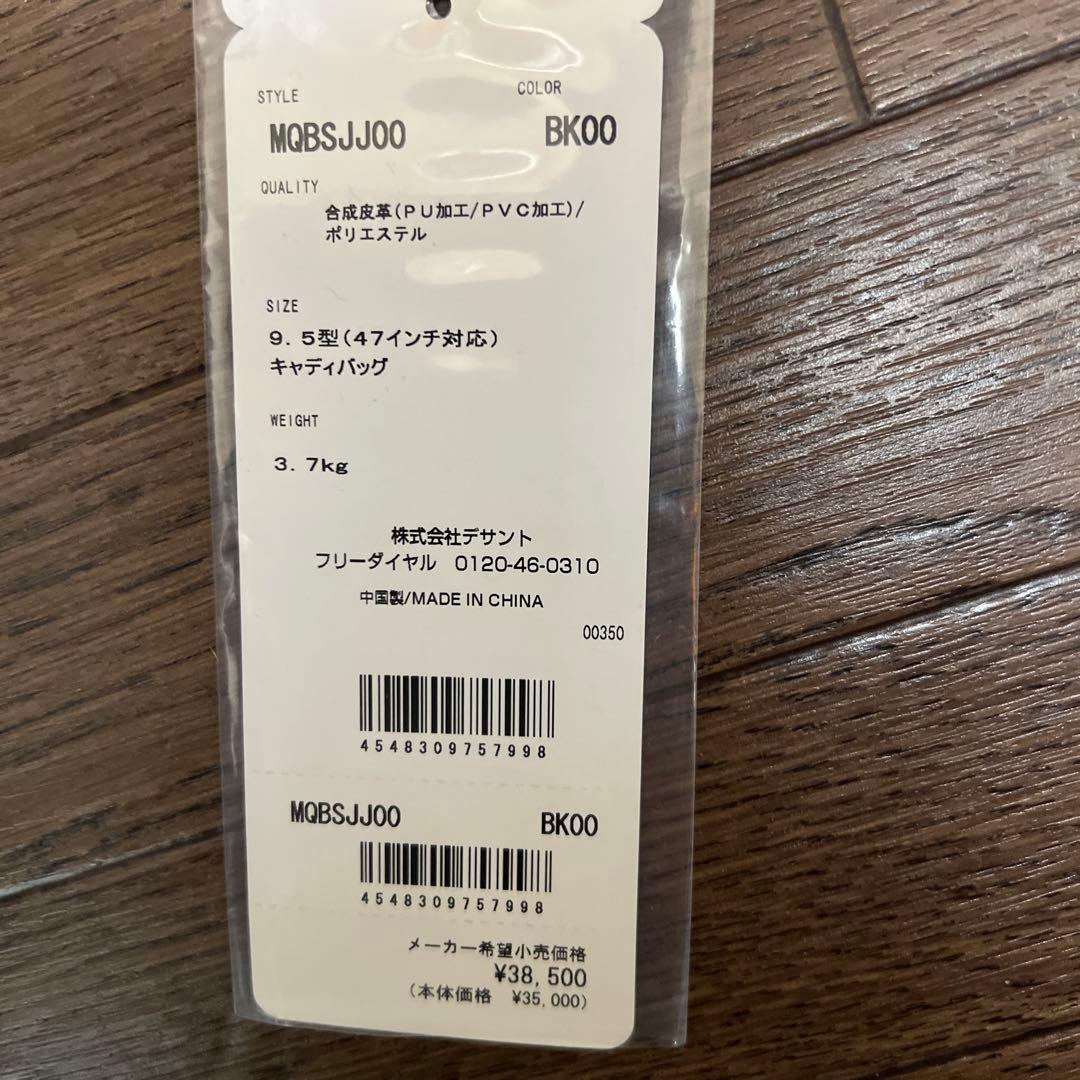 STYLE COLOR
MQBSJJ00 BK00
QUALITY
合成皮革(PU加工/PVC加工)/
ポリエステル
SIZE
9.5型(47インチ対応)
キャディバッグ
WEIGHT
3.7kg
株式会社デサント
フリーダイヤル 0120-46-0310
中国製/MADE IN CHINA
00350
4548309757998
MQBSJJ00 BK00
4548309757998
メーカー希望小売価格
¥38,500
(本体価格 ¥35,000)